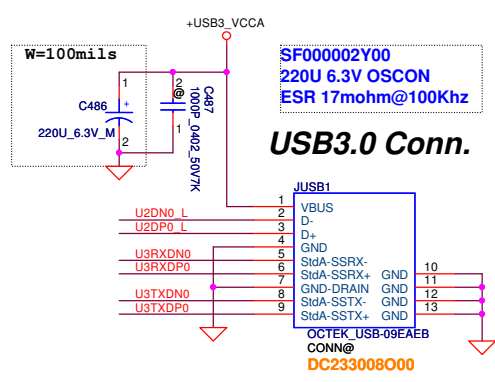 +USB3_VCCA
W=100mils
SF000002Y00
220U 6.3V OSCON
ESR 17mohm@100Khz
1
+
C486
220U_6.3V_M
2
2
@
1
C487
1000P_0402_50V7K
USB3.0 Conn.
JUSB1
1 VBUS
U2DN0_L 2 D-
U2DP0_L 3 D+
4 GND
U3RXDN0 5 StdA-SSRX-
U3RXDP0 6 StdA-SSRX+ GND 10
7 GND-DRAIN GND 11
U3TXDN0 8 StdA-SSTX- GND 12
U3TXDP0 9 StdA-SSTX+ GND 13
OCTEK_USB-09EAEB
CONN@
DC233008O00